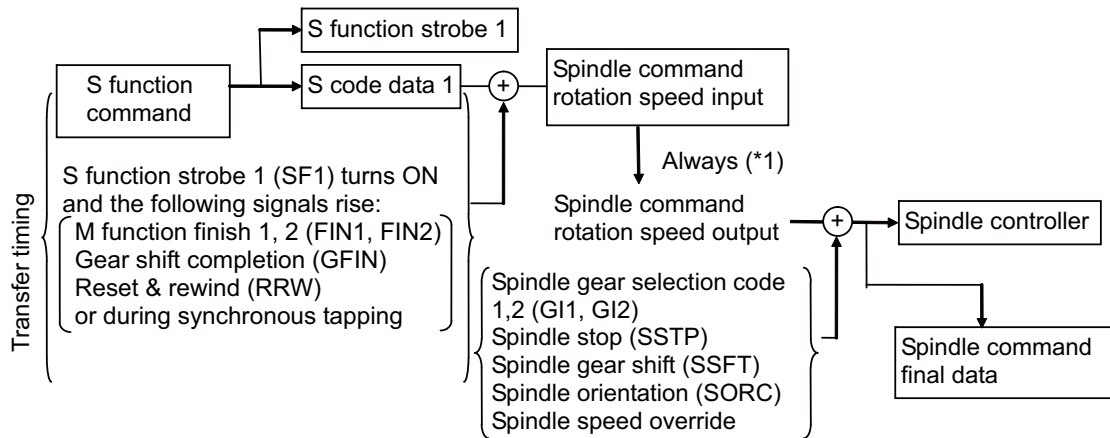 S function strobe 1
S function
command
S code data 1
+
Spindle command
rotation speed input
Transfer timing
S function strobe 1 (SF1) turns ON
and the following signals rise:
M function finish 1, 2 (FIN1, FIN2)
Gear shift completion (GFIN)
Reset & rewind (RRW)
or during synchronous tapping
Always (*1)
Spindle command
rotation speed output
+
Spindle controller
Spindle gear selection code
1,2 (GI1, GI2)
Spindle stop (SSTP)
Spindle gear shift (SSFT)
Spindle orientation (SORC)
Spindle speed override
Spindle command
final data